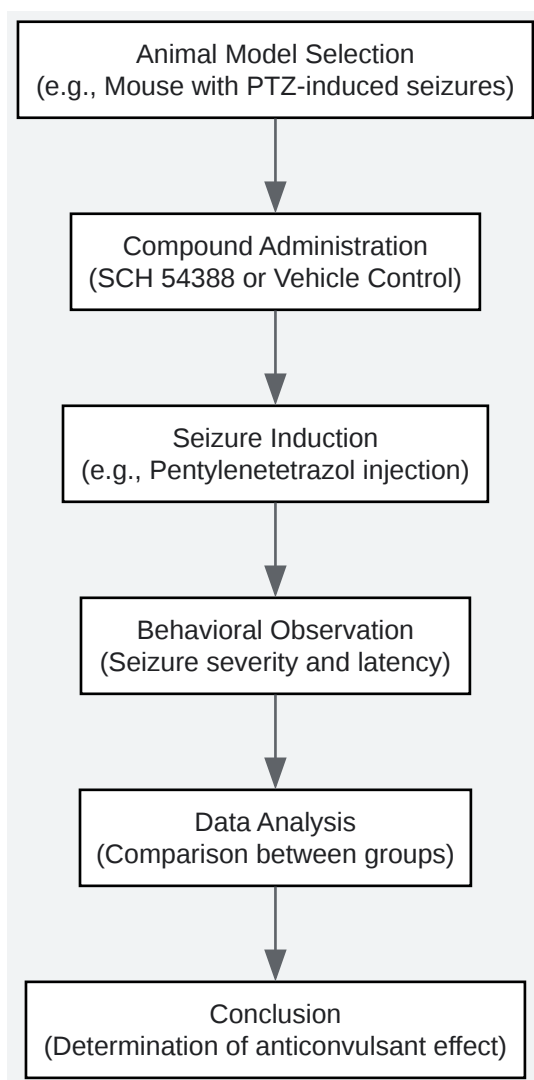 Animal Model Selection
(e.g., Mouse with PTZ-induced seizures)
Compound Administration
(SCH 54388 or Vehicle Control)
Seizure Induction
(e.g., Pentylenetetrazol injection)
Behavioral Observation
(Seizure severity and latency)
Data Analysis
(Comparison between groups)
Conclusion
(Determination of anticonvulsant effect)